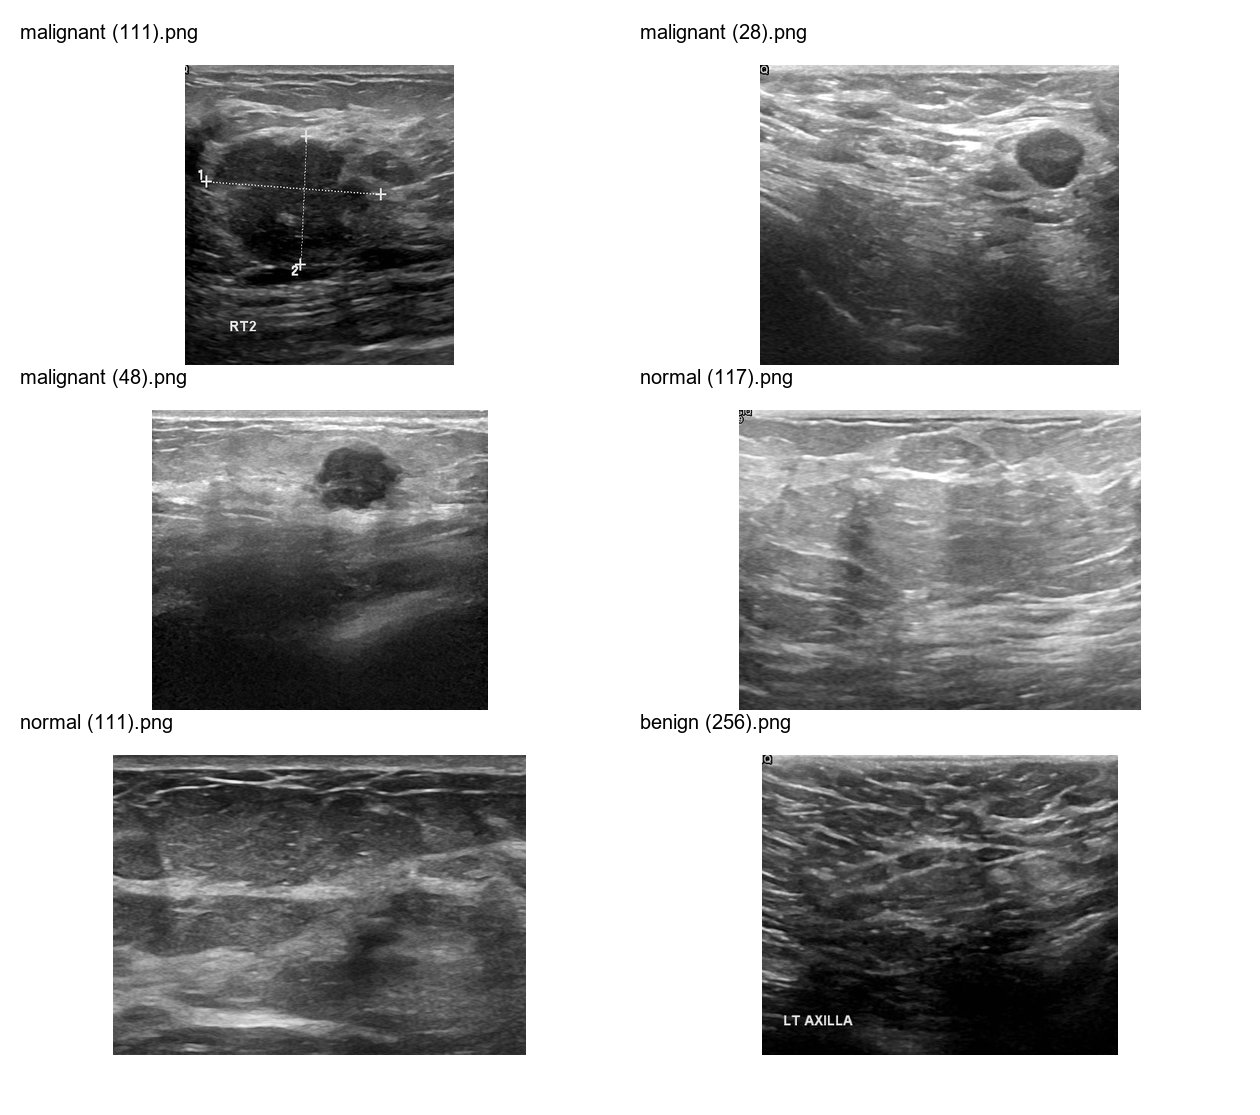 malignant (111).png
malignant (28).png
1
2
RT2
malignant (48).png
normal (117).png
normal (111).png
benign (256).png
LT AXILLA